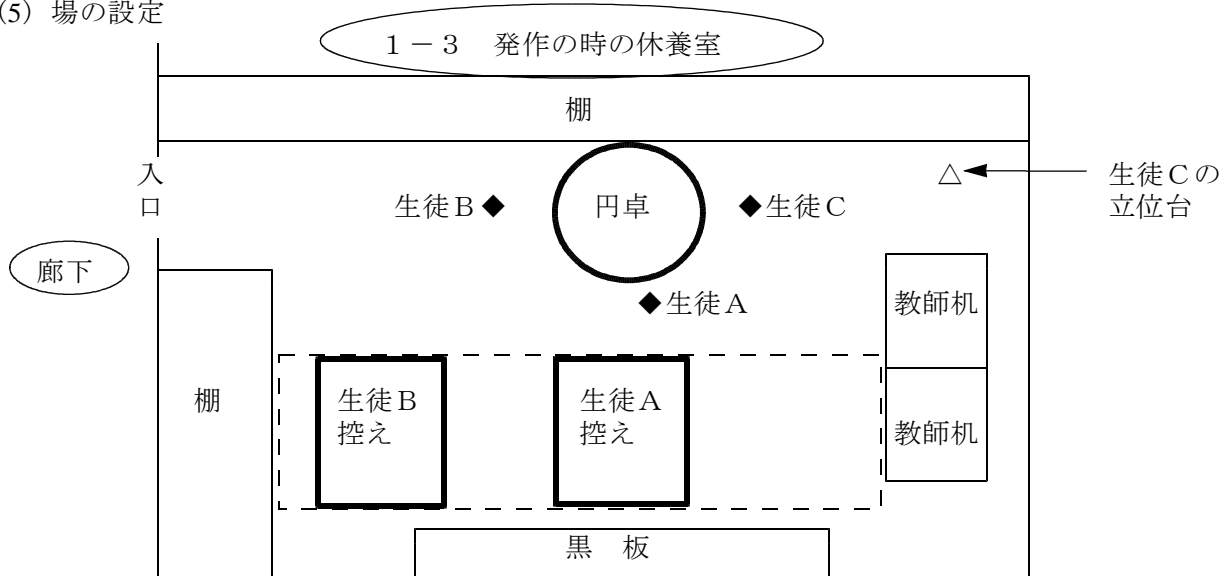 (5) 場の設定
1－3 発作の時の休養室
棚
入口
生徒Ｂ◆
円卓
◆生徒Ｃ
△
生徒Ｃの
立位台
廊下
◆生徒Ａ
教師机
棚
生徒Ｂ
控え
生徒Ａ
控え
教師机
黒 板